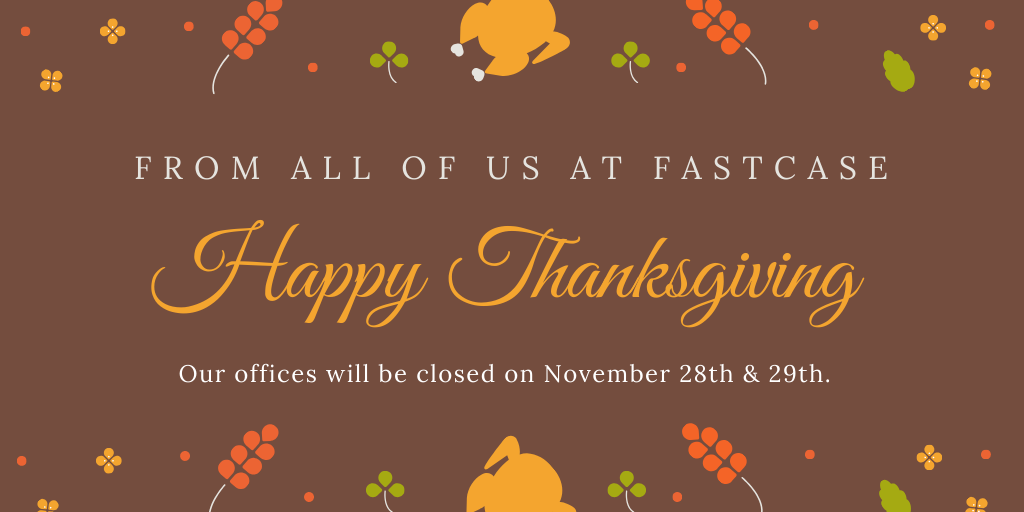 FROM ALL OF US AT FASTCASE
Happy Thanksgiving
Our offices will be closed on November 28th & 29th.